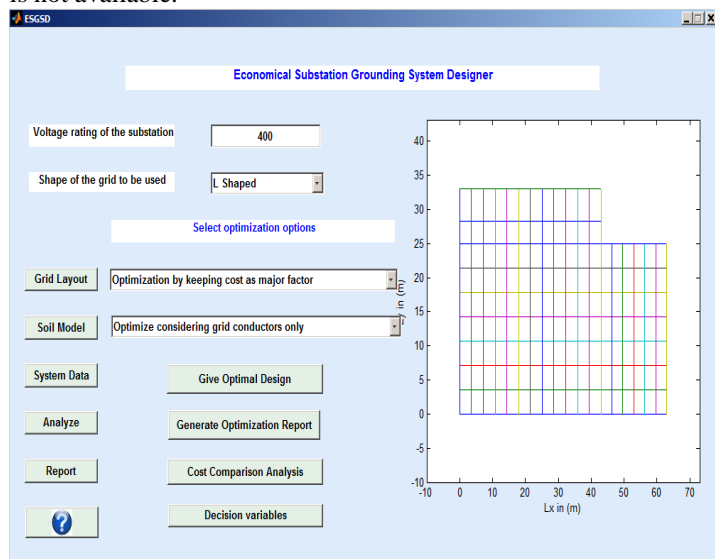 is not available.
ESGSD
Economical Substation Grounding System Designer
Voltage rating of the substation
400
Shape of the grid to be used
L Shaped
Select optimization options
Grid Layout
Optimization by keeping cost as major factor
Soil Model
Optimize considering grid conductors only
System Data
Give Optimal Design
Analyze
Generate Optimization Report
Report
Cost Comparison Analysis
?
Decision variables
40
35
30
25
20
15
10
5
0
-5
-10
in (m)
-10 0 10 20 30 40 50 60 70
Lx in (m)